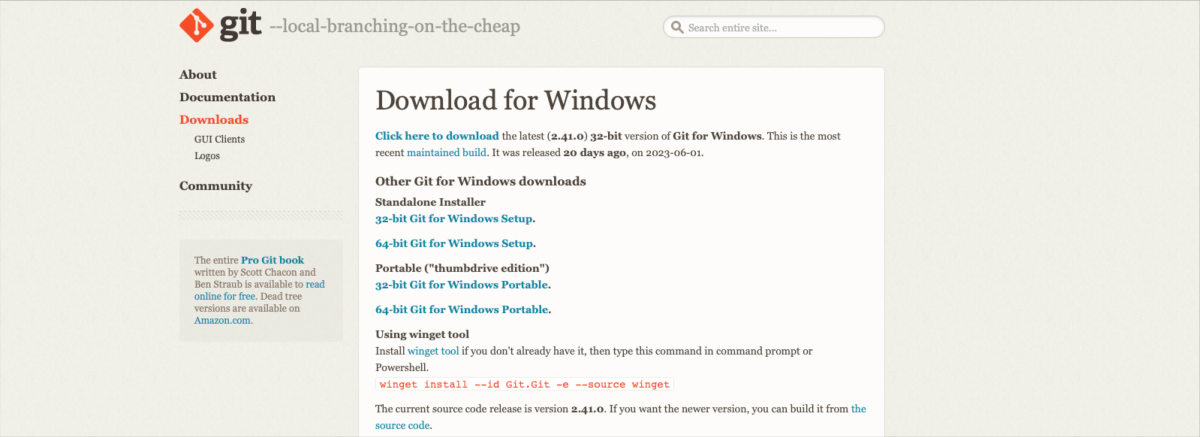 git --local-branching-on-the-cheap
Search entire site...
About
Documentation
Downloads
GUI Clients
Logos
Community
The entire Pro Git book
written by Scott Chacon and
Ben Straub is available to read
online for free. Dead tree
versions are available on
Amazon.com.
Download for Windows
Click here to download the latest (2.41.0) 32-bit version of Git for Windows. This is the most
recent maintained build. It was released 20 days ago, on 2023-06-01.
Other Git for Windows downloads
Standalone Installer
32-bit Git for Windows Setup.
64-bit Git for Windows Setup.
Portable ("thumbdrive edition")
32-bit Git for Windows Portable.
64-bit Git for Windows Portable.
Using winget tool
Install winget tool if you don't already have it, then type this command in command prompt or
Powershell.
winget install --id Git.Git -e --source winget
The current source code release is version 2.41.0. If you want the newer version, you can build it from the
source code.